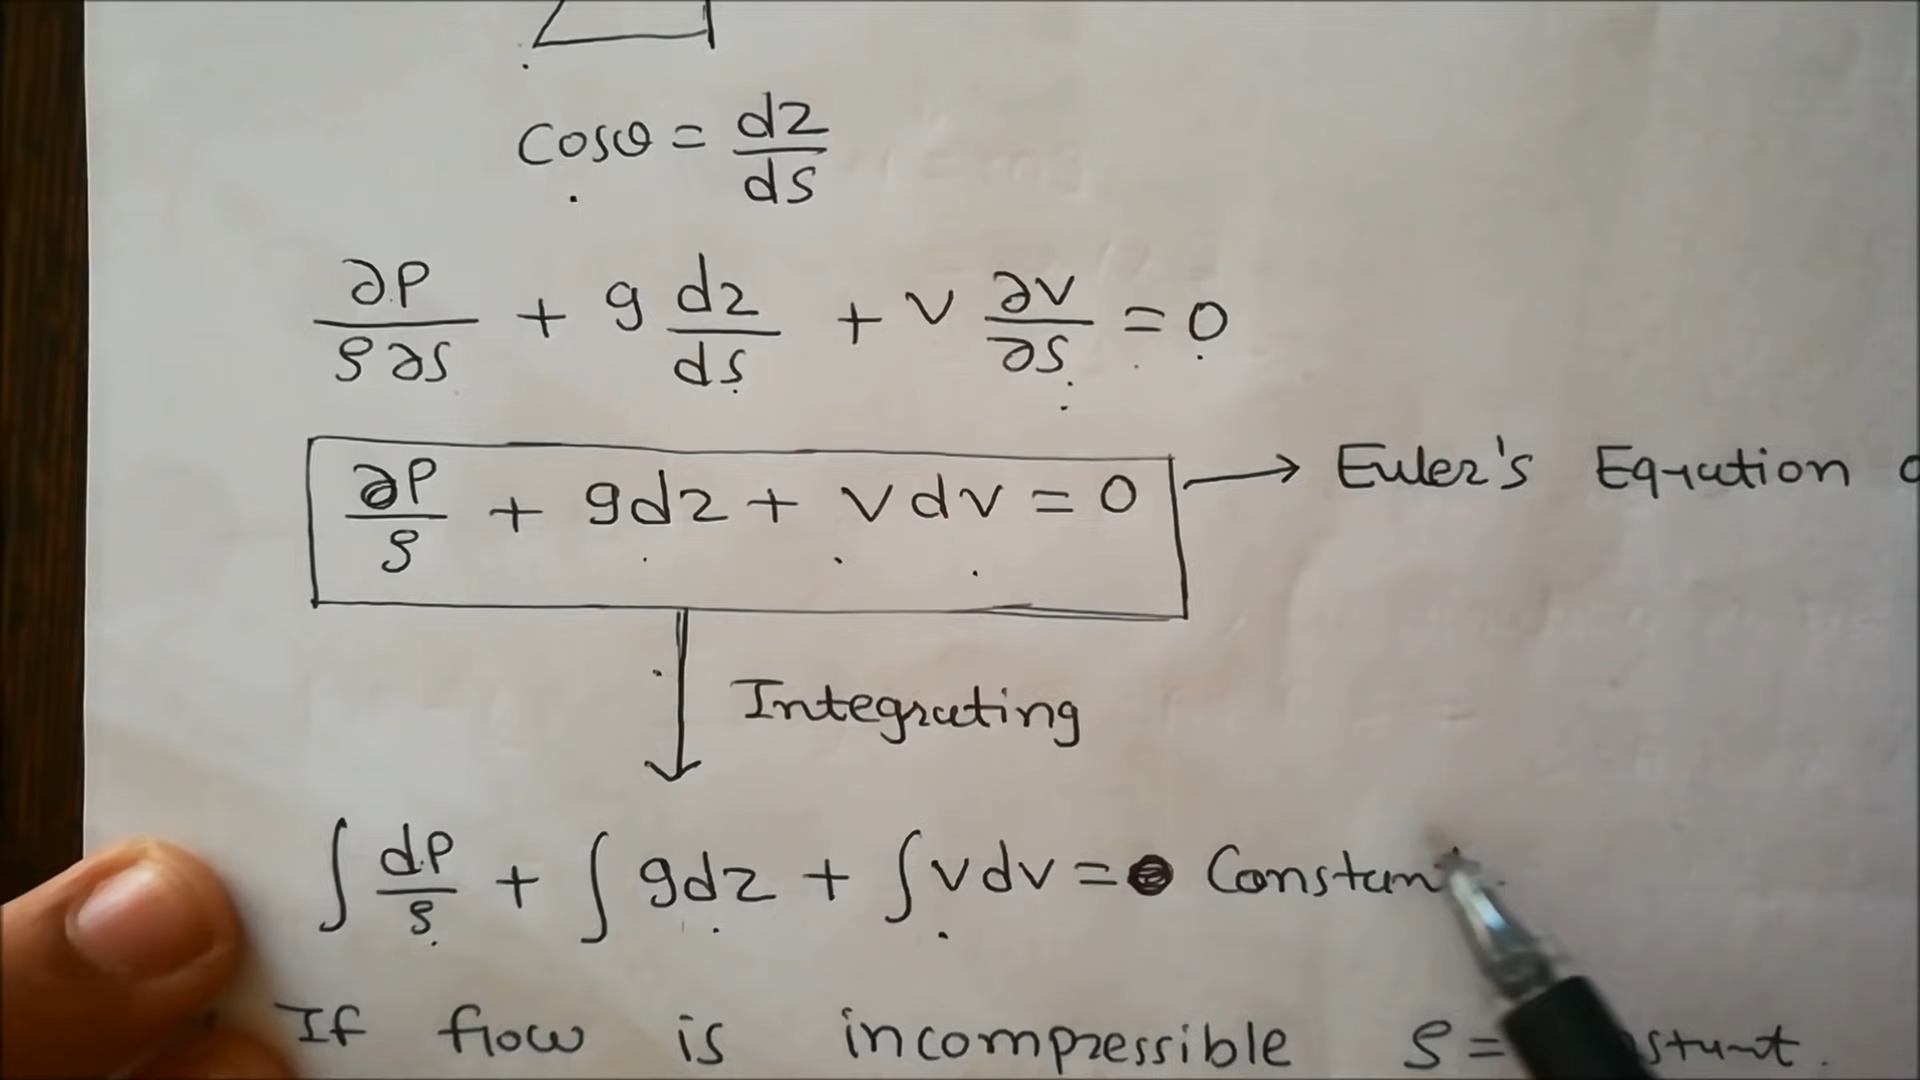 Cosθ = dz/ds
∂P/ρ∂s + g dz/ds + v ∂v/∂s = 0
∂P/ρ + gdz + vdv = 0 → Euler's Equation
Integrating
∫ dP/ρ + ∫ gdz + ∫ vdv = Constan
If flow is incompressible ρ =